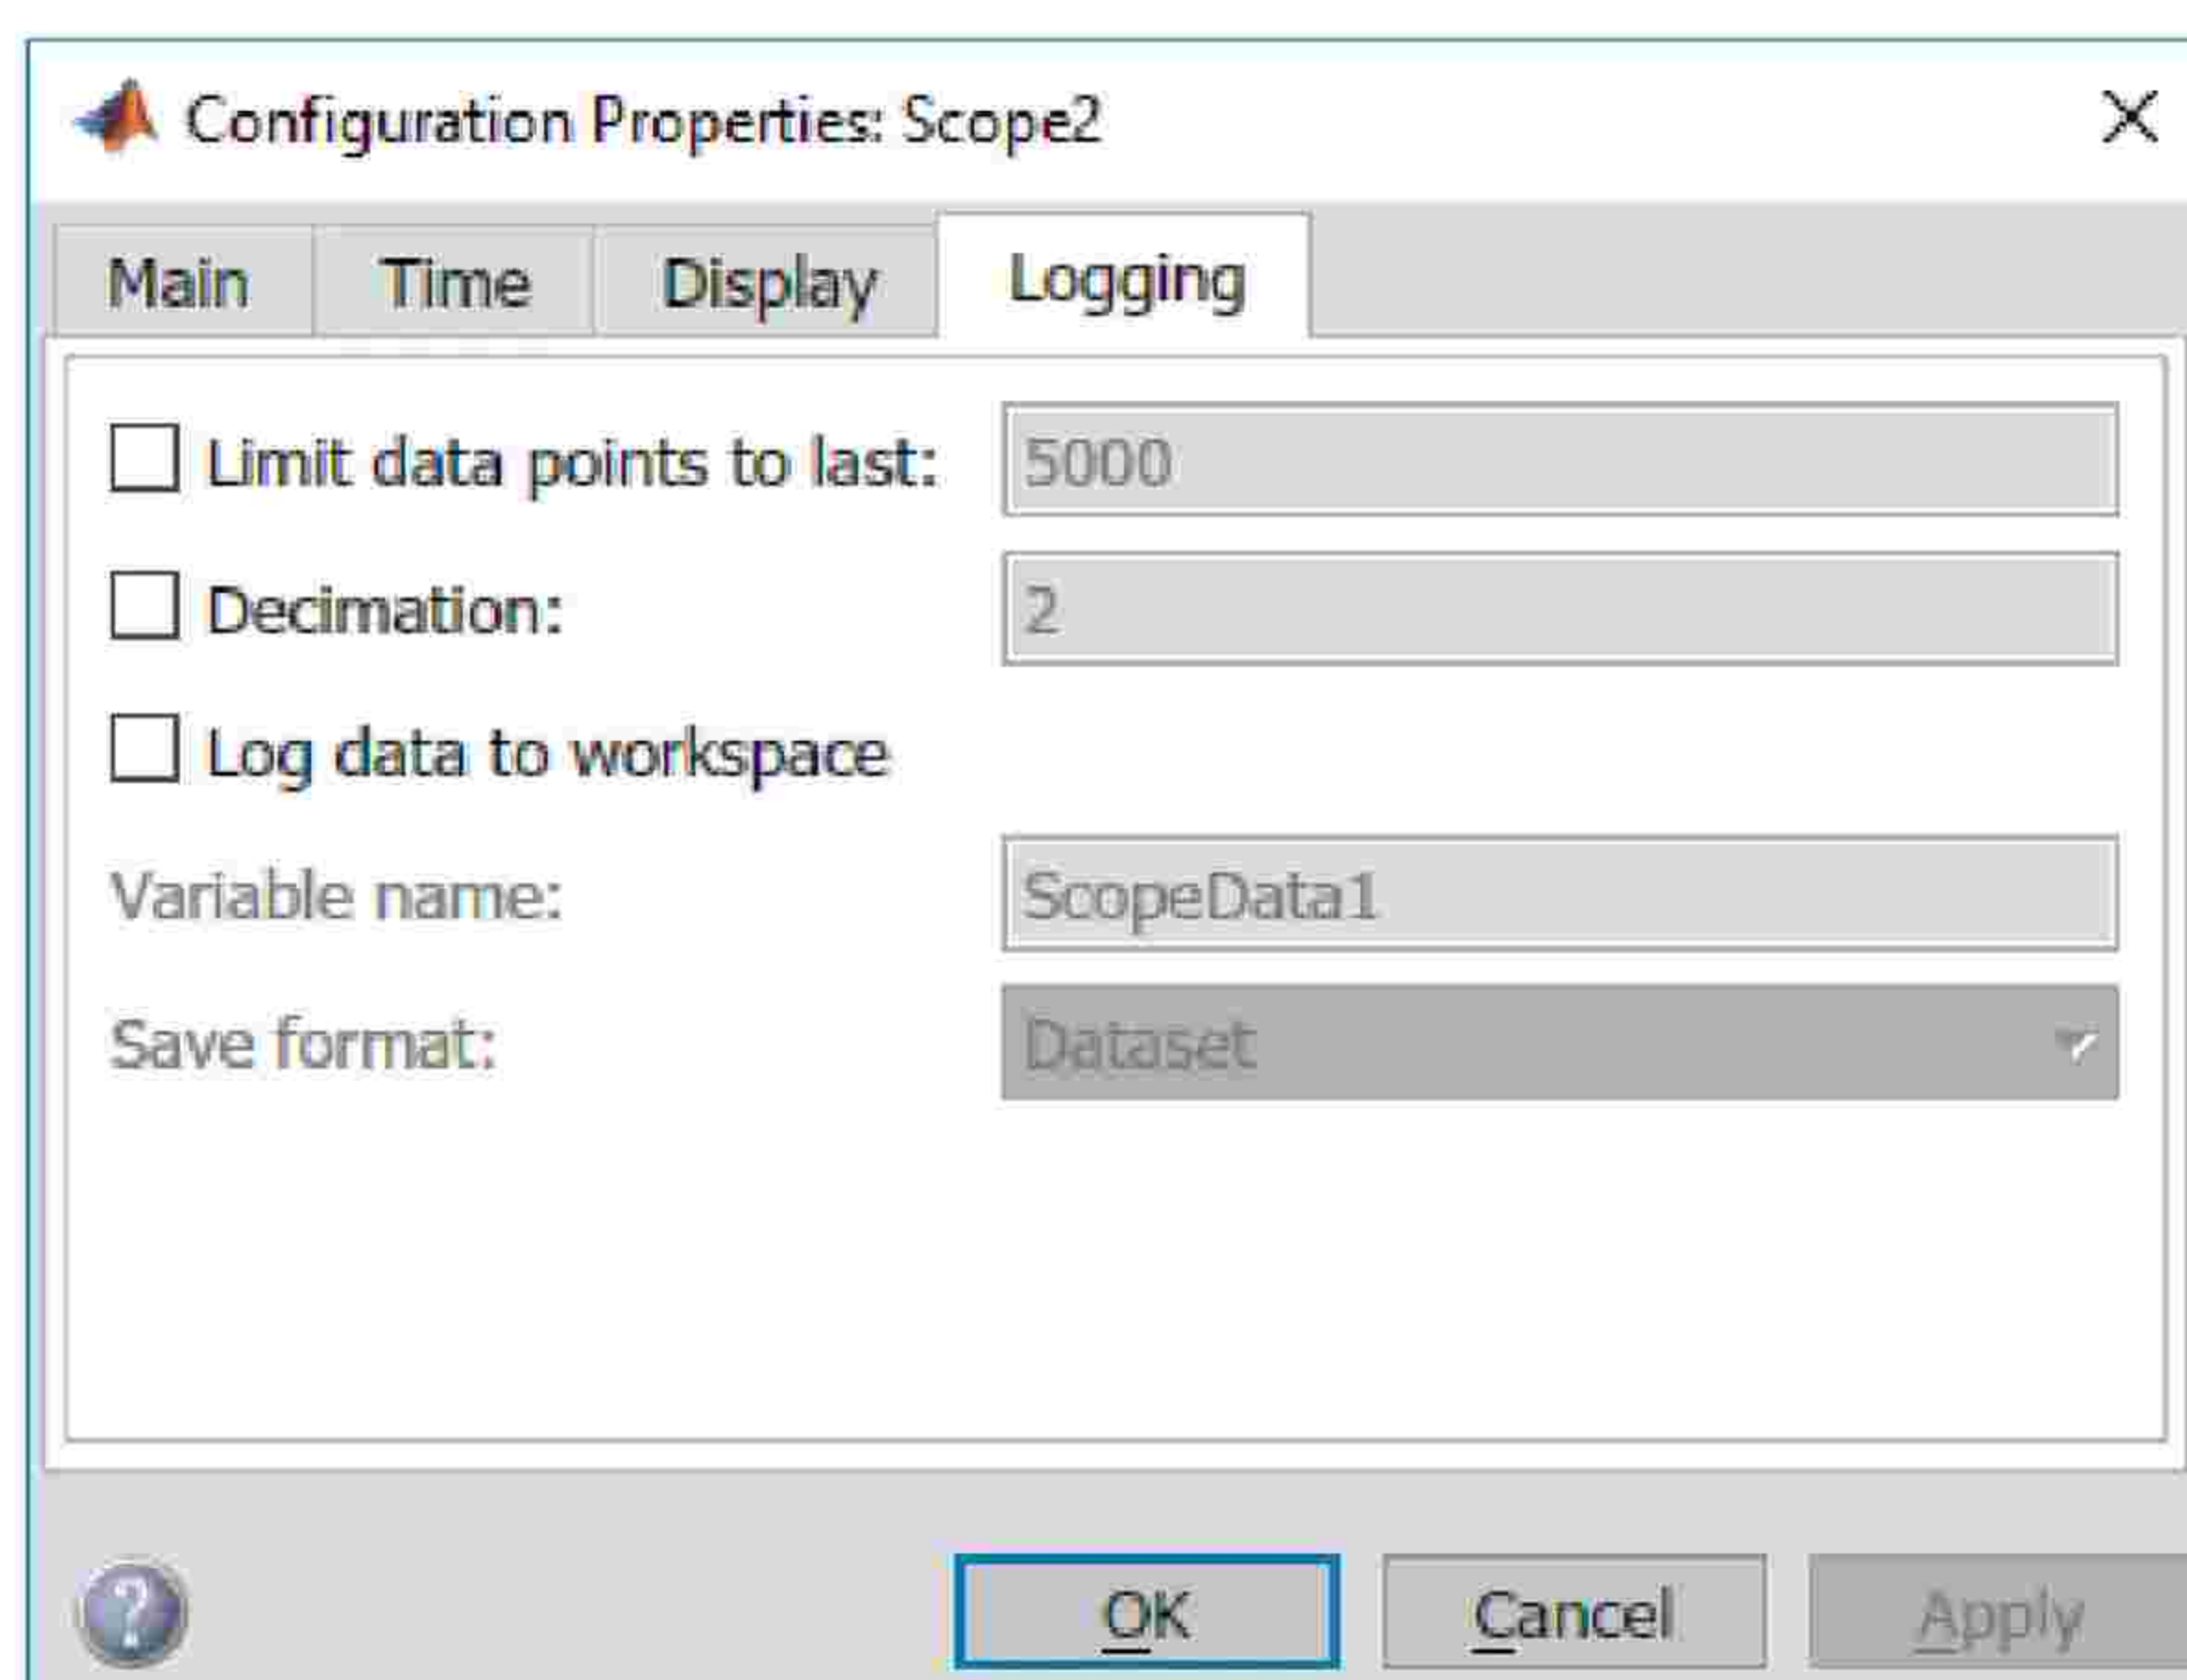 Configuration Properties: Scope2
Main Time Display Logging
Limit data points to last: 5000
Decimation: 2
Log data to workspace
Variable name: ScopeData1
Save format: Dataset
? OK Cancel Apply